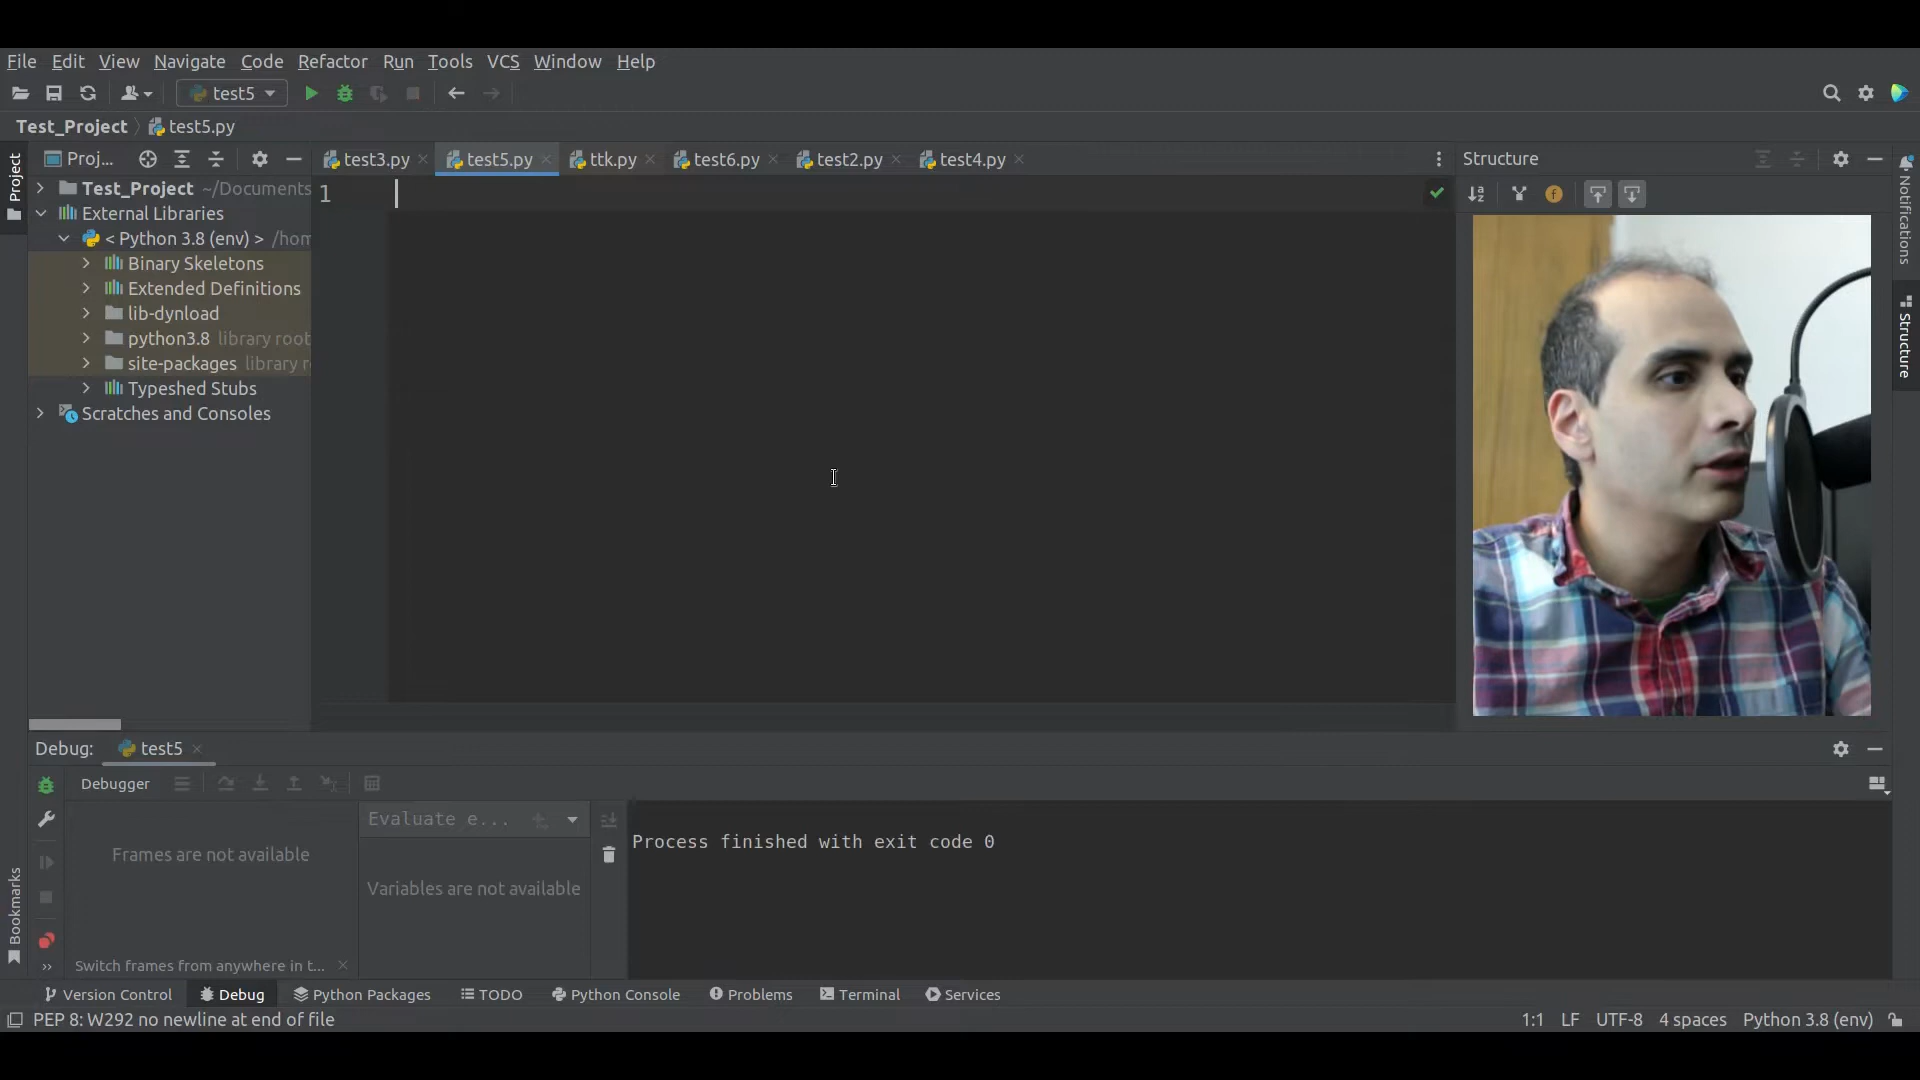 File Edit View Navigate Code Refactor Run Tools VCS Window Help
test5
Test_Project test5.py
Proj... test3.py test5.py ttk.py test6.py test2.py test4.py Structure
Project
Test_Project ~/Documents
External Libraries
< Python 3.8 (env) > /hom
Binary Skeletons
Extended Definitions
lib-dynload
python3.8 library root
site-packages library r
Typeshed Stubs
Scratches and Consoles
1
Notifications
Structure
Debug: test5
Debugger
Evaluate e...
Frames are not available
Variables are not available
Process finished with exit code 0
Switch frames from anywhere in t...
Bookmarks
Version Control Debug Python Packages TODO Python Console Problems Terminal Services
PEP 8: W292 no newline at end of file 1:1 LF UTF-8 4 spaces Python 3.8 (env)